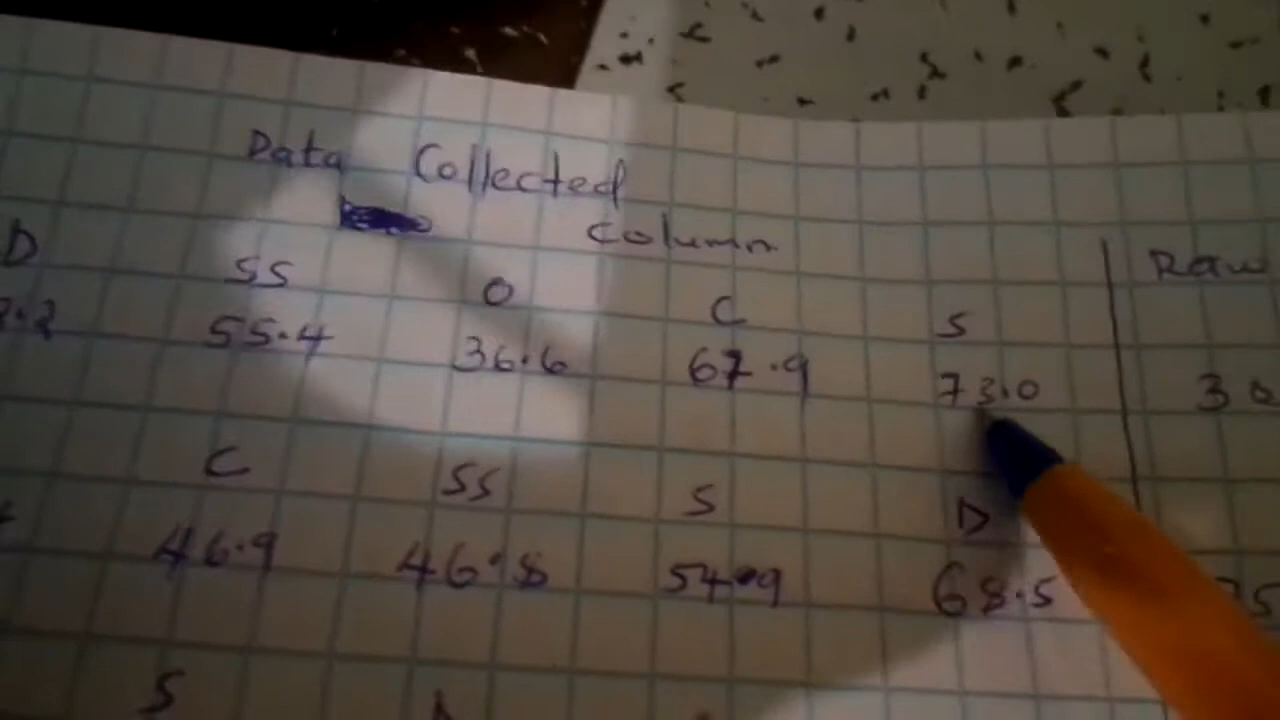 Data Collected
Column
D SS O C S Raw
55.4 36.6 67.9 73.0 30
C SS S D
46.9 46.8 54.9 68.5
S